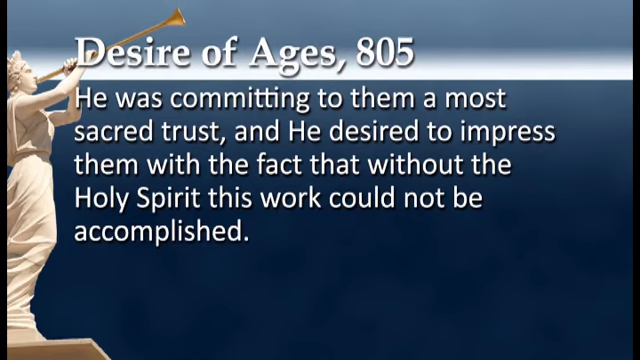 Desire of Ages, 805
He was committing to them a most
sacred trust, and He desired to impress
them with the fact that without the
Holy Spirit this work could not be
accomplished.